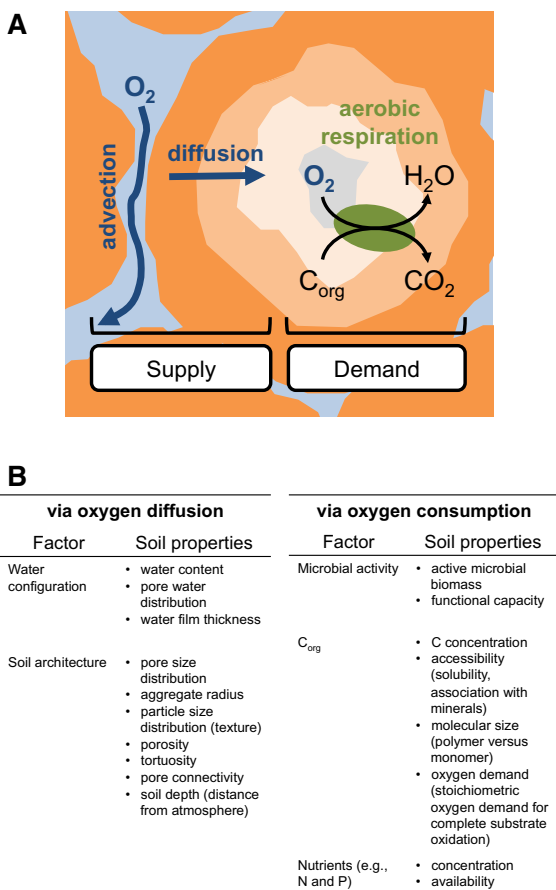 A
O2
advection
diffusion
aerobic
respiration
O2
H2O
Corg
CO2
Supply
Demand
B
via oxygen diffusion
Factor
Soil properties
Water
configuration
• water content
• pore water
distribution
• water film thickness
Soil architecture
• pore size
distribution
• aggregate radius
• particle size
distribution (texture)
• porosity
• tortuosity
• pore connectivity
• soil depth (distance
from atmosphere)
via oxygen consumption
Factor
Soil properties
Microbial activity
• active microbial
biomass
• functional capacity
Corg
• C concentration
• accessibility
(solubility,
association with
minerals)
• molecular size
(polymer versus
monomer)
• oxygen demand
(stoichiometric
oxygen demand for
complete substrate
oxidation)
Nutrients (e.g.,
N and P)
• concentration
• availability